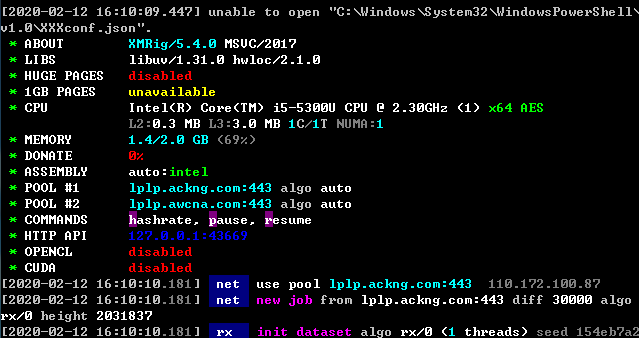 [2020-02-12 16:10:09.447] unable to open "C:\Windows\System32\WindowsPowerShell\
v1.0\XXXconf.json".
* ABOUT XMRig/5.4.0 MSVC/2017
* LIBS libuv/1.31.0 hwloc/2.1.0
* HUGE PAGES disabled
* 1GB PAGES unavailable
* CPU Intel(R) Core(TM) i5-5300U CPU @ 2.30GHz (1) x64 AES
L2:0.3 MB L3:3.0 MB 1C/1T NUMA:1
* MEMORY 1.4/2.0 GB (69%)
* DONATE 0%
* ASSEMBLY auto:intel
* POOL #1 lplp.ackng.com:443 algo auto
* POOL #2 lplp.awcna.com:443 algo auto
* COMMANDS hashrate, pause, resume
* HTTP API 127.0.0.1:43669
* OPENCL disabled
* CUDA disabled
[2020-02-12 16:10:10.181] net use pool lplp.ackng.com:443 110.172.100.87
[2020-02-12 16:10:10.181] net new job from lplp.ackng.com:443 diff 30000 algo
rx/0 height 2031837
[2020-02-12 16:10:10.181] rx init dataset algo rx/0 (1 threads) seed 154eb7a2